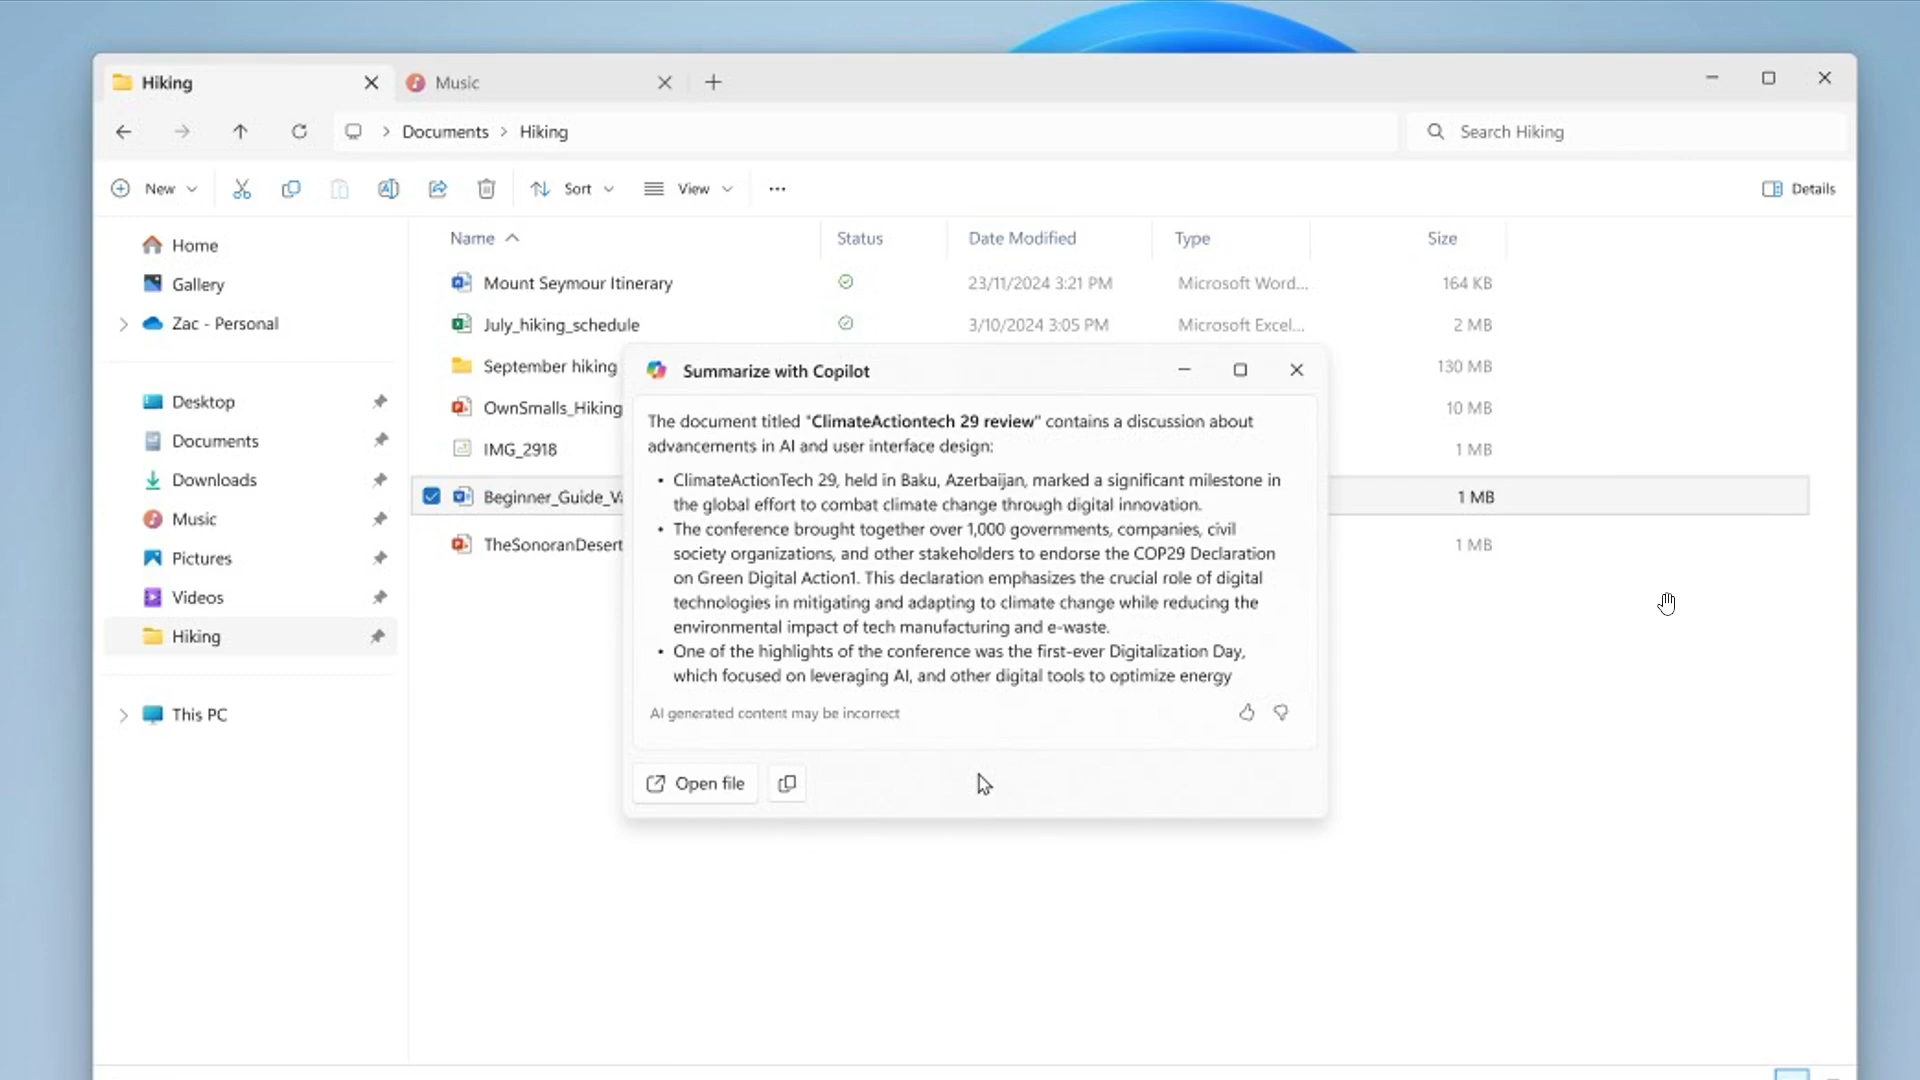 Hiking
Music
Documents > Hiking
Search Hiking
New
Sort
View
Details
Home
Gallery
Zac - Personal
Desktop
Documents
Downloads
Music
Pictures
Videos
Hiking
This PC
Name Status Date Modified Type Size
Mount Seymour Itinerary 23/11/2024 3:21 PM Microsoft Word... 164 KB
July_hiking_schedule 3/10/2024 3:05 PM Microsoft Excel... 2 MB
September hiking 130 MB
OwnSmalls_Hiking 10 MB
IMG_2918 1 MB
Beginner_Guide_Va 1 MB
TheSonoranDesert 1 MB
Summarize with Copilot
The document titled "ClimateActiontech 29 review" contains a discussion about
advancements in AI and user interface design:
• ClimateActionTech 29, held in Baku, Azerbaijan, marked a significant milestone in
the global effort to combat climate change through digital innovation.
• The conference brought together over 1,000 governments, companies, civil
society organizations, and other stakeholders to endorse the COP29 Declaration
on Green Digital Action1. This declaration emphasizes the crucial role of digital
technologies in mitigating and adapting to climate change while reducing the
environmental impact of tech manufacturing and e-waste.
• One of the highlights of the conference was the first-ever Digitalization Day,
which focused on leveraging AI, and other digital tools to optimize energy
AI generated content may be incorrect
Open file